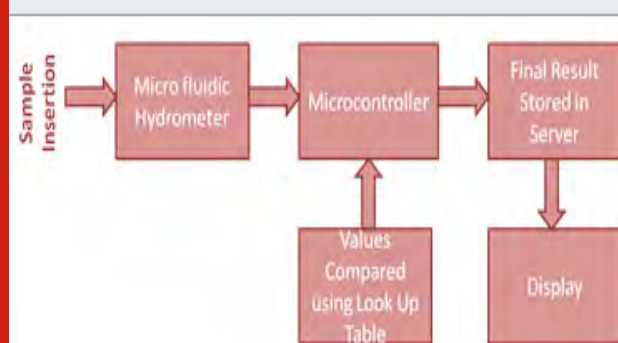 Sample
Insertion
Micro fluidic
Hydrometer
Microcontroller
Final Result
Stored in
Server
Values
Compared
using Look Up
Table
Display